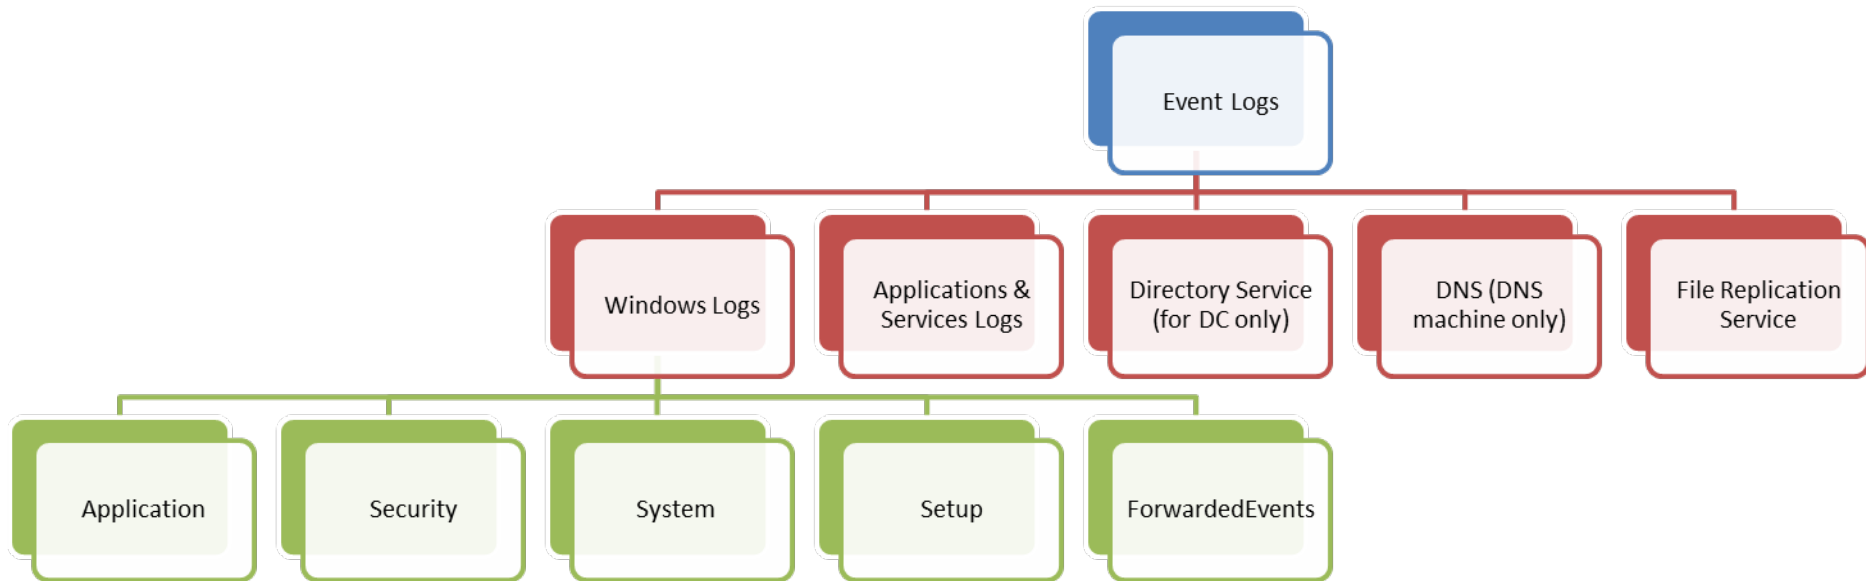 Event Logs
Windows Logs
Applications &
Services Logs
Directory Service
(for DC only)
DNS (DNS
machine only)
File Replication
Service
Application
Security
System
Setup
ForwardedEvents